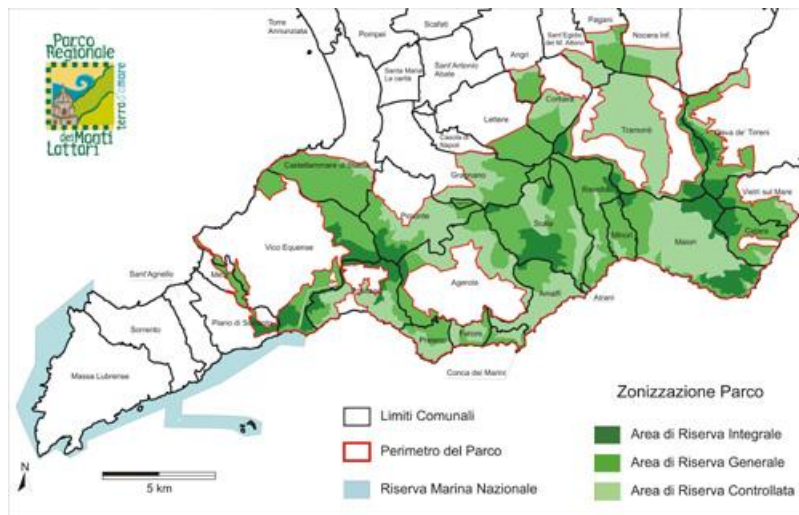 Parco
Regionale
dei Monti
Lattari
terradimare
Torre
Annunziata
Pompei
Scafati
Santa Maria
La carità
Sant'Antonio
Abate
Angri
Sant'Egidio
del M. Albino
Pagani
Nocera Inf.
Corbara
Lettere
Casola di
Napoli
Tramonti
Cava de' Tirreni
Castellammare di Stabia
Gragnano
Ravello
Vietri sul Mare
Pimonte
Scala
Minori
Maiori
Cetara
Vico Equense
Sant'Agnello
Meta
Agerola
Amalfi
Atrani
Sorrento
Piano di Sorrento
Furore
Praiano
Massa Lubrense
Conca dei Marini
Zonizzazione Parco
Limiti Comunali
Perimetro del Parco
Riserva Marina Nazionale
Area di Riserva Integrale
Area di Riserva Generale
Area di Riserva Controllata
N
5 km